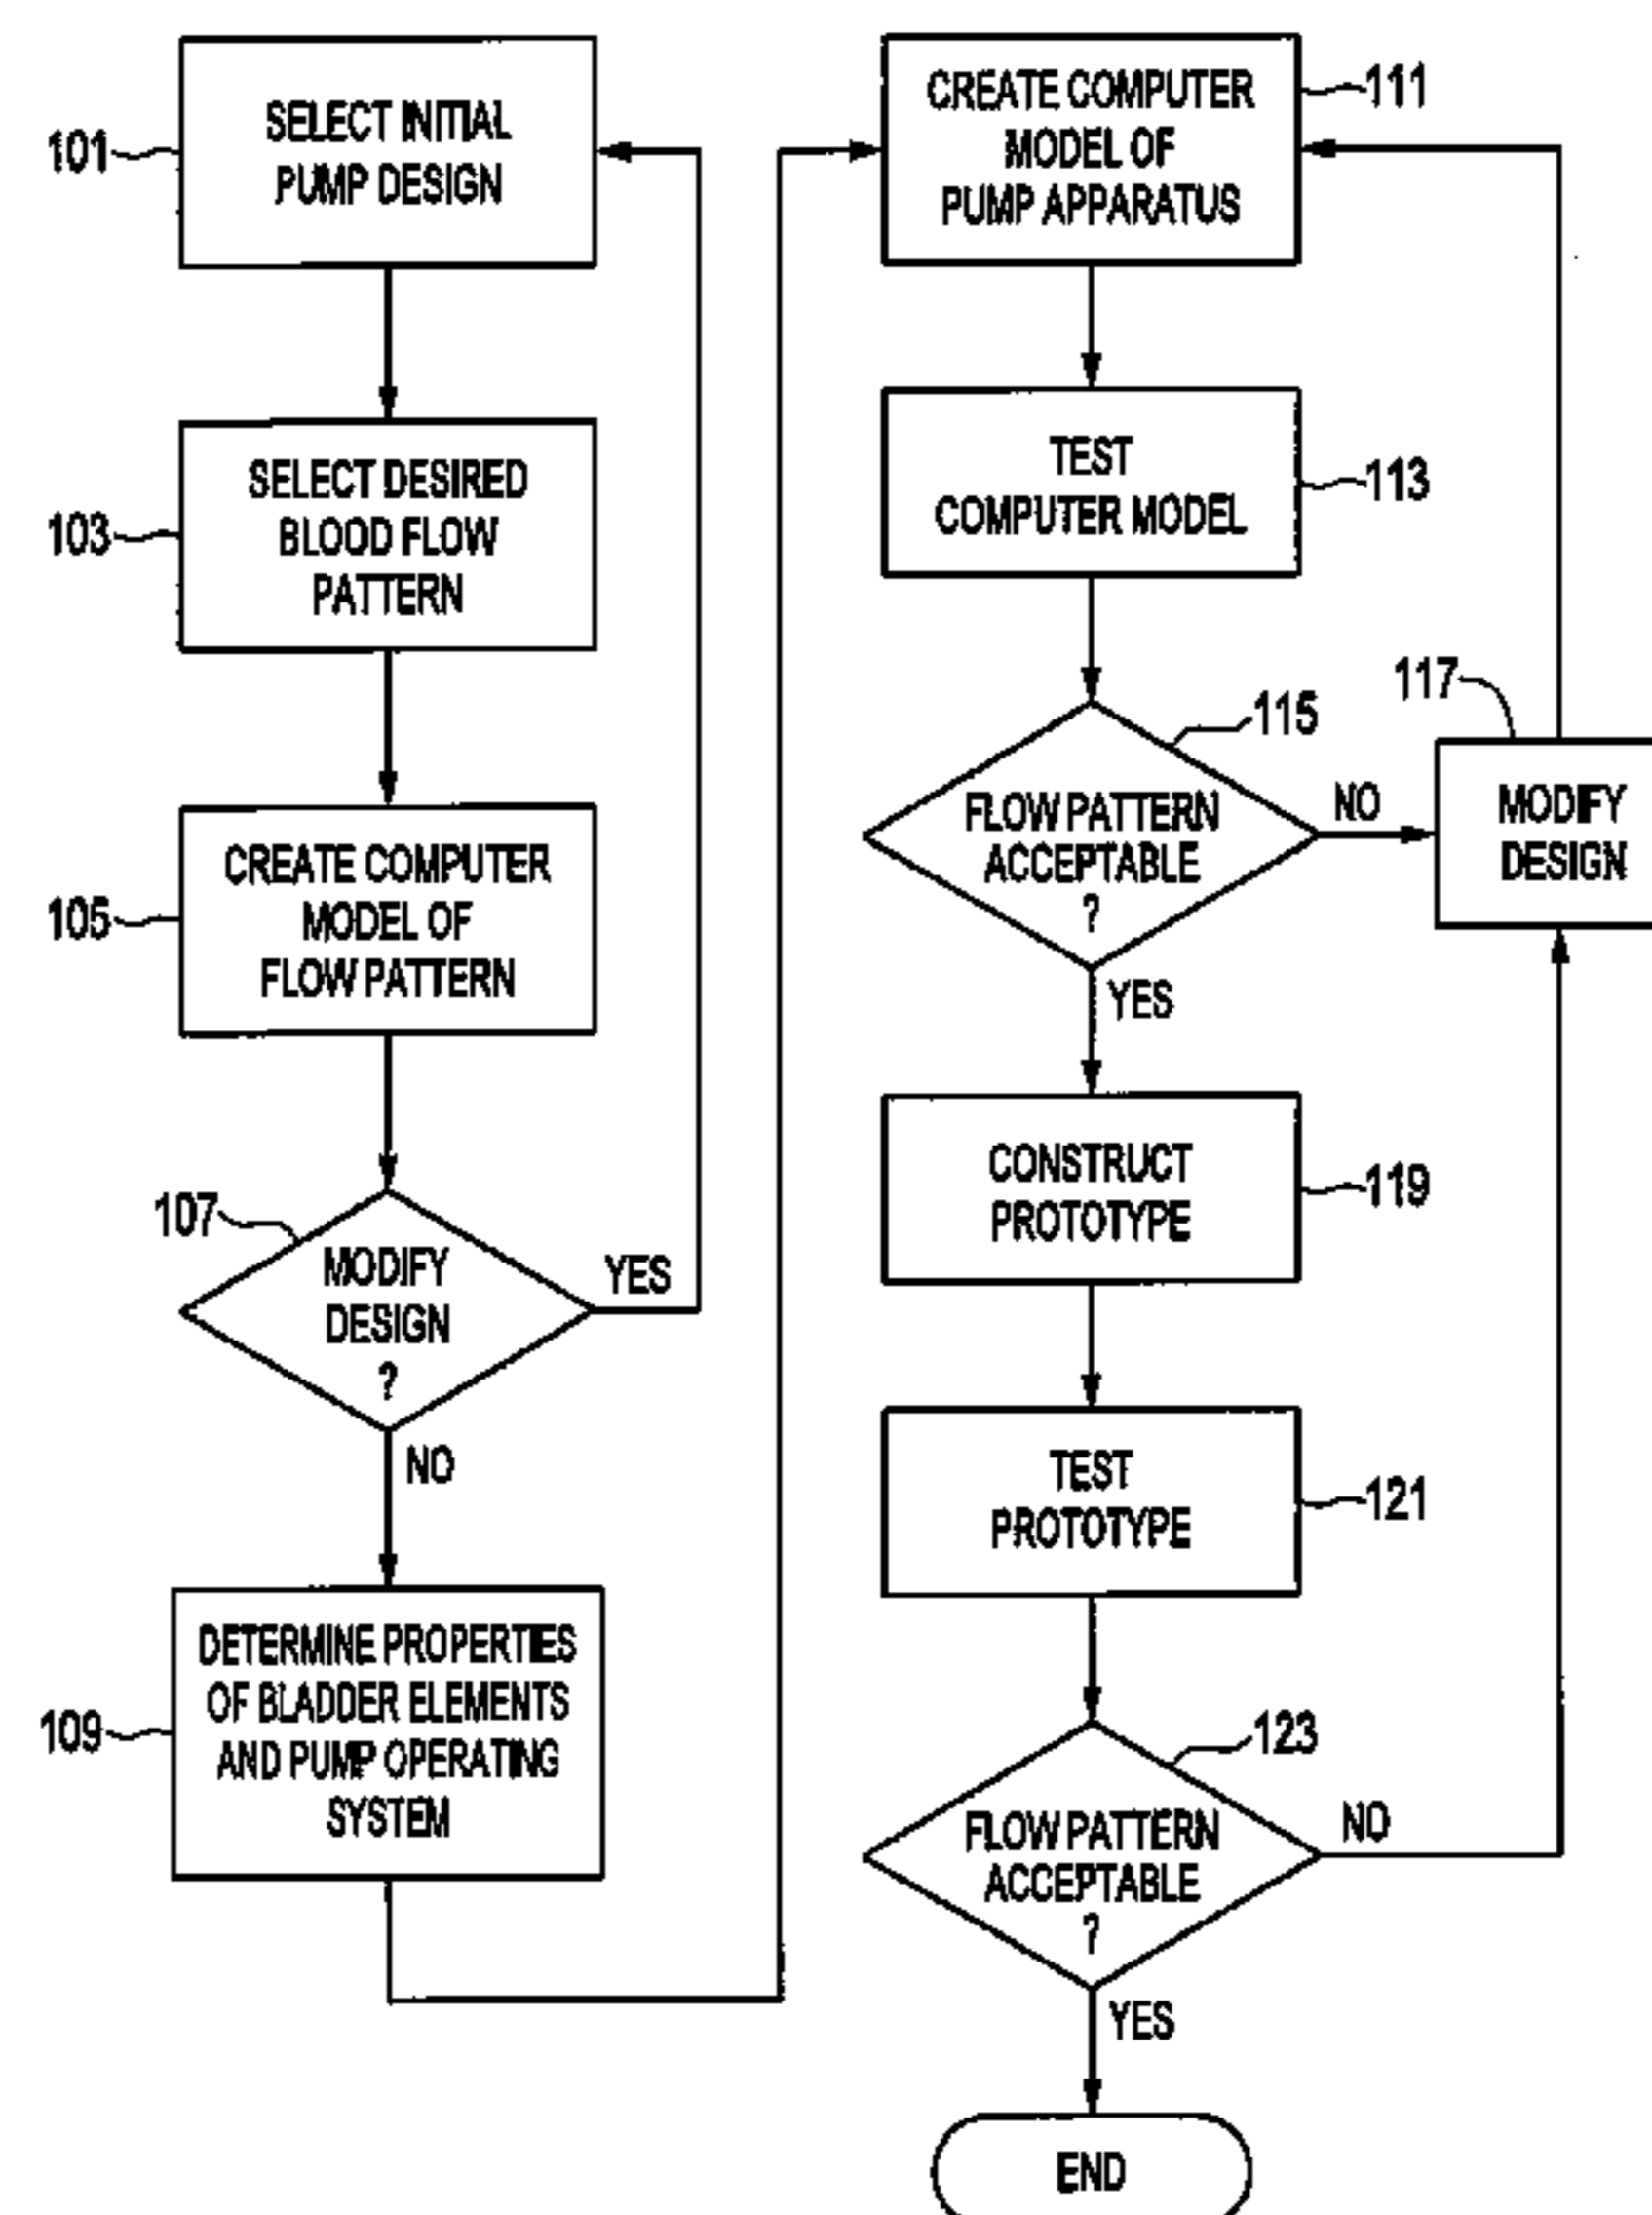 101
SELECT INITIAL
PUMP DESIGN
103
SELECT DESIRED
BLOOD FLOW
PATTERN
105
CREATE COMPUTER
MODEL OF
FLOW PATTERN
107
MODIFY
DESIGN
?
YES
NO
109
DETERMINE PROPERTIES
OF BLADDER ELEMENTS
AND PUMP OPERATING
SYSTEM
CREATE COMPUTER
MODEL OF
PUMP APPARATUS
111
TEST
COMPUTER MODEL
113
115
FLOW PATTERN
ACCEPTABLE
?
NO
117
MODIFY
DESIGN
YES
CONSTRUCT
PROTOTYPE
119
TEST
PROTOTYPE
121
123
FLOW PATTERN
ACCEPTABLE
?
NO
YES
END